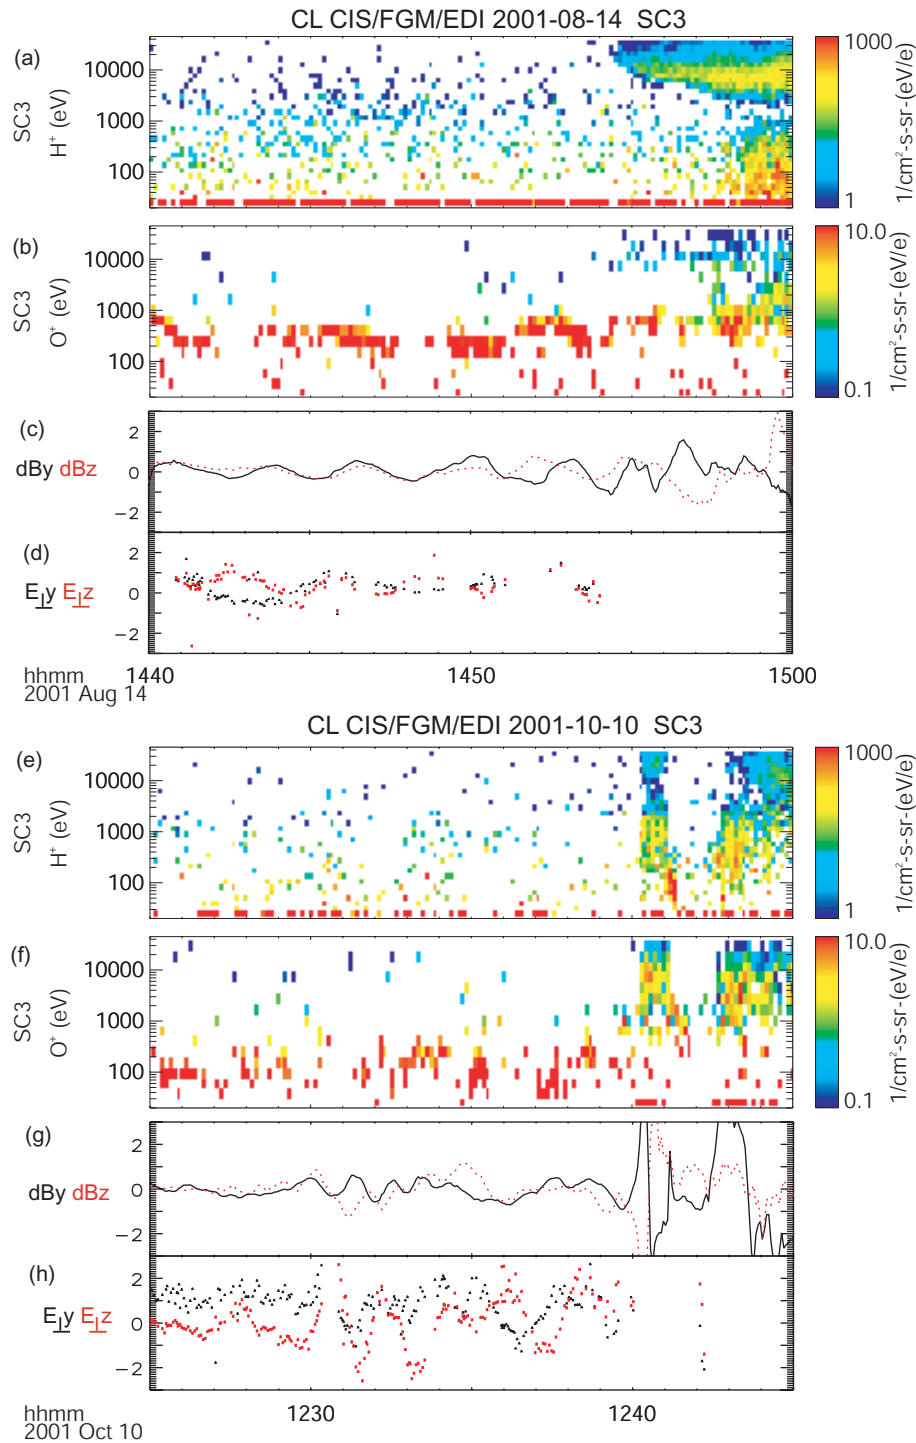 CL CIS/FGM/EDI 2001-08-14 SC3
(a)
SC3
H+ (eV)
10000
1000
100
1000
1
1/cm2-s-sr-(eV/e)
(b)
SC3
O+ (eV)
10000
1000
100
10.0
0.1
1/cm2-s-sr-(eV/e)
(c)
dBy dBz
2
0
−2
(d)
E⊥y E⊥z
2
0
−2
1440 1450 1500
hhmm
2001 Aug 14
CL CIS/FGM/EDI 2001-10-10 SC3
(e)
SC3
H+ (eV)
10000
1000
100
1000
1
1/cm2-s-sr-(eV/e)
(f)
SC3
O+ (eV)
10000
1000
100
10.0
0.1
1/cm2-s-sr-(eV/e)
(g)
dBy dBz
2
0
−2
(h)
E⊥y E⊥z
2
0
−2
1230 1240
hhmm
2001 Oct 10